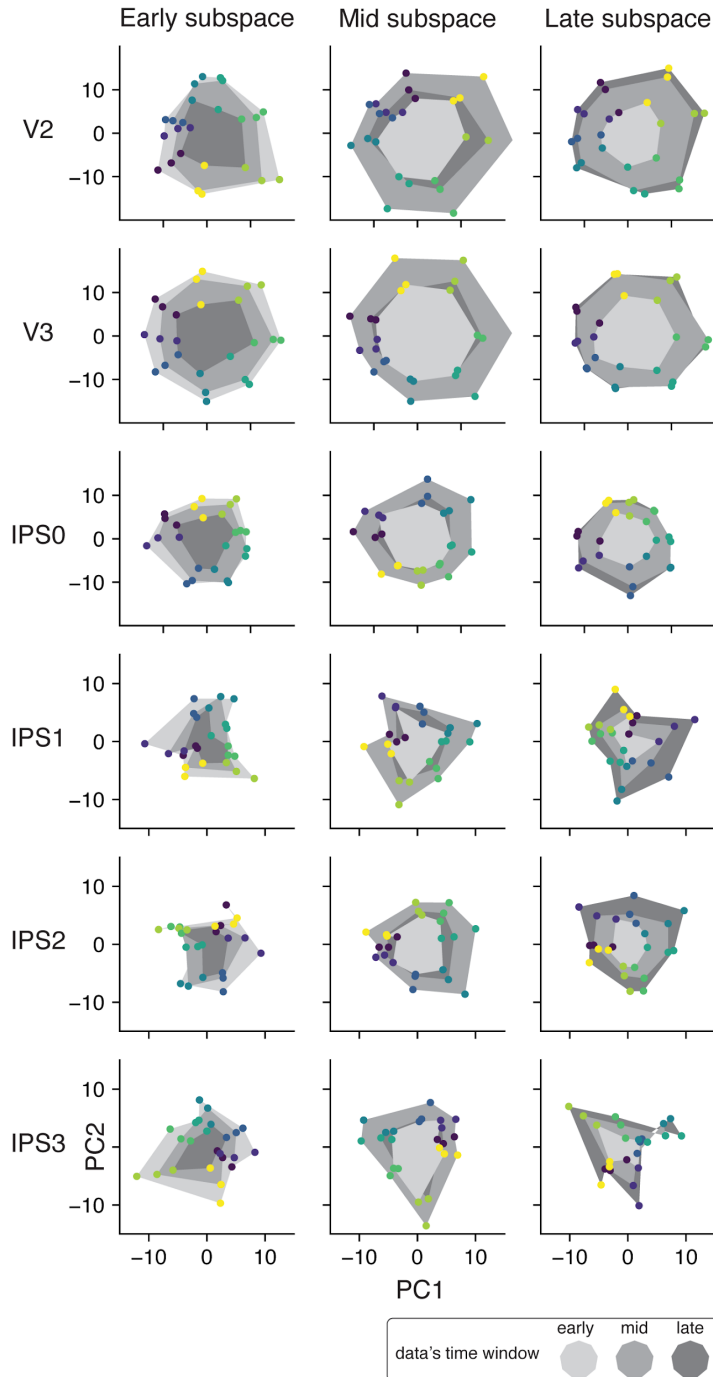 Early subspace Mid subspace Late subspace
V2
10
0
−10
V3
10
0
−10
IPS0
10
0
−10
IPS1
10
0
−10
IPS2
10
0
−10
IPS3
10
0
−10
PC2
−10 0 10 −10 0 10 −10 0 10
PC1
early mid late
data's time window